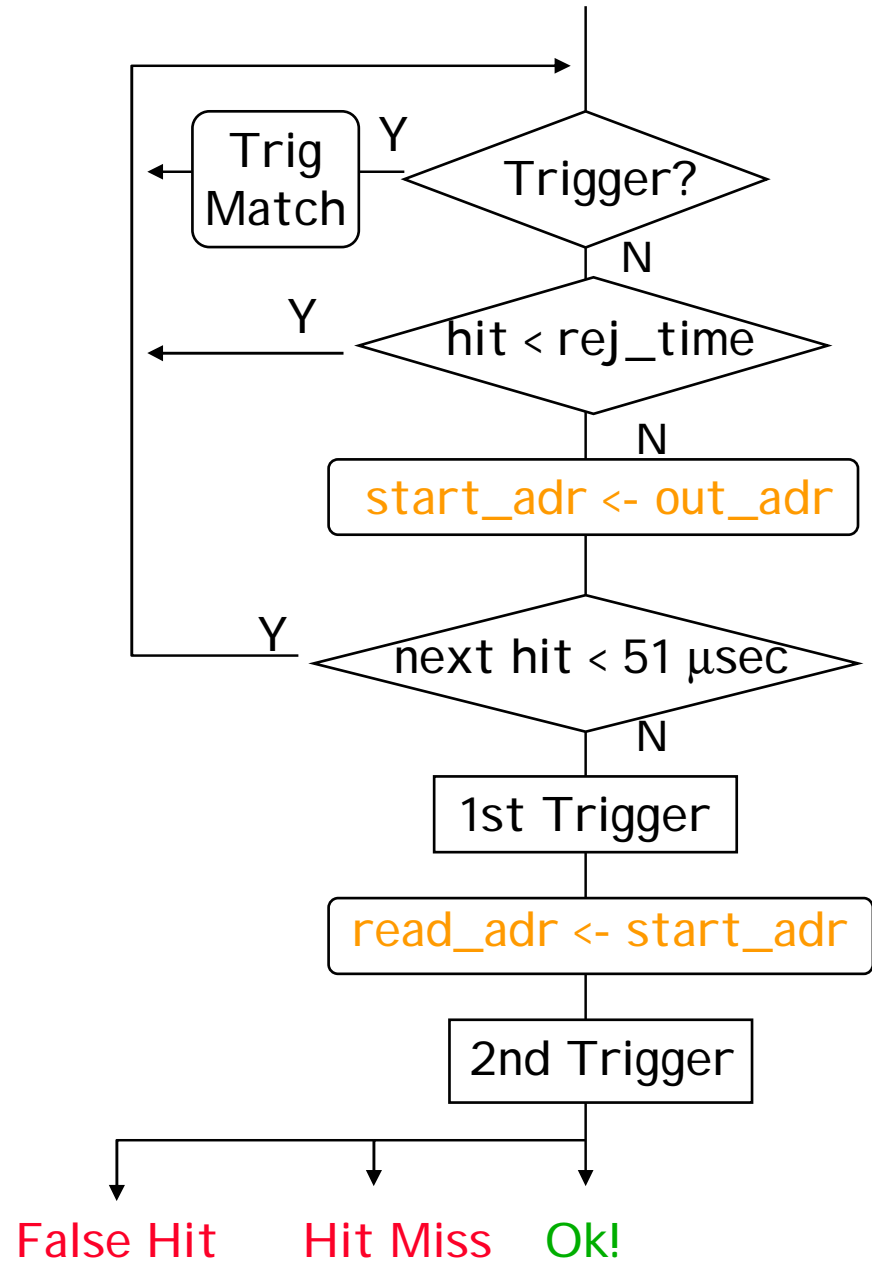 Trigger?
Y
Trig
Match
N
hit < rej_time
Y
N
start_adr <- out_adr
next hit < 51 μsec
Y
N
1st Trigger
read_adr <- start_adr
2nd Trigger
False Hit
Hit Miss
Ok!